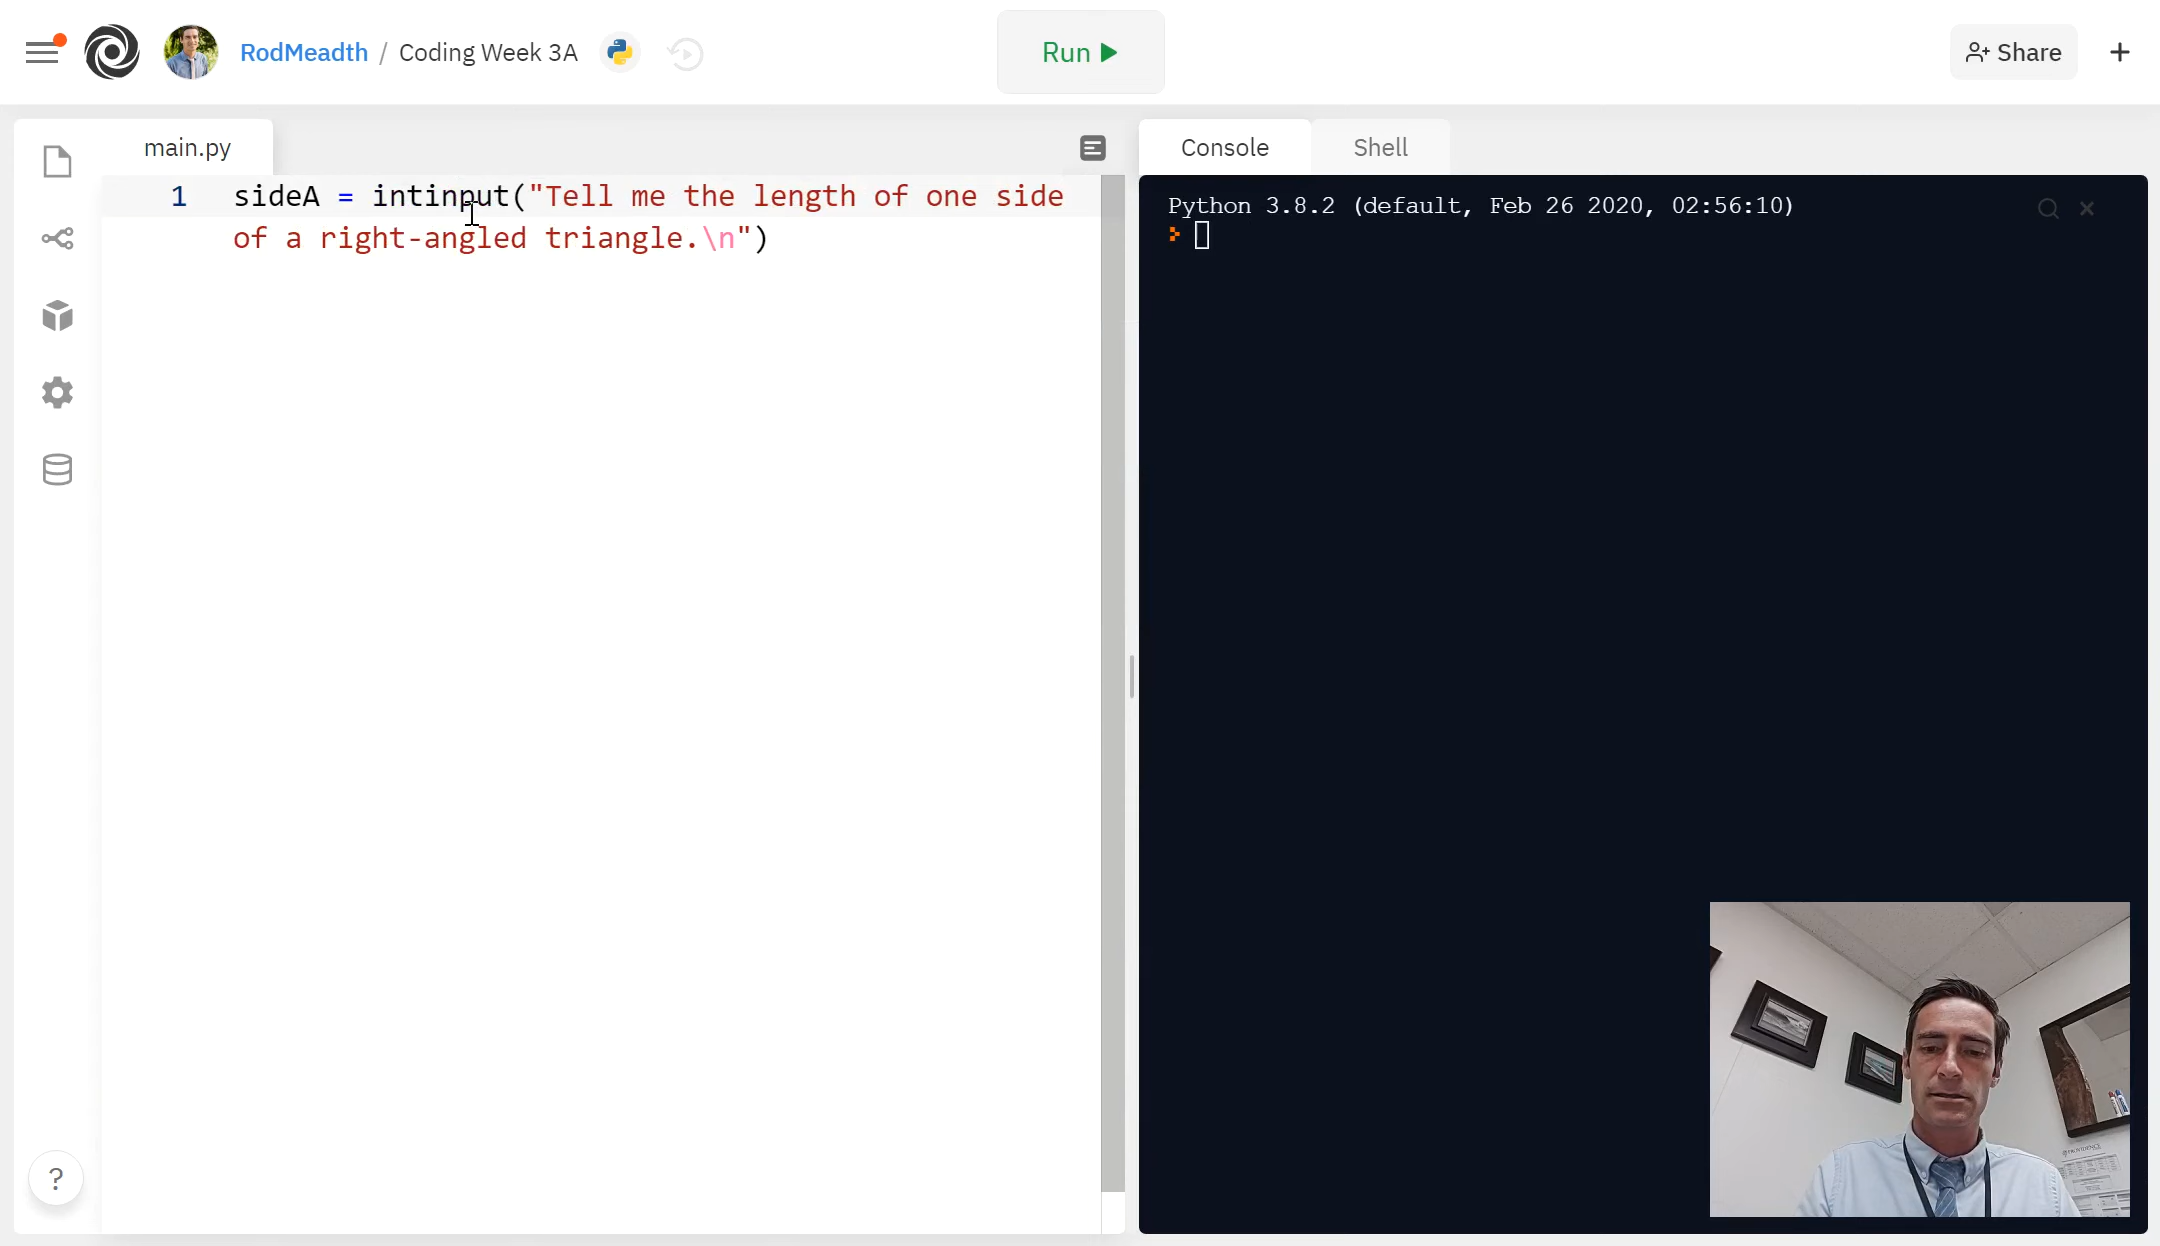 RodMeadth / Coding Week 3A
Run
Share
+
main.py
Console
Shell
1 sideA = intinput("Tell me the length of one side
of a right-angled triangle.\n")
Python 3.8.2 (default, Feb 26 2020, 02:56:10)
?
PROVIDENCE